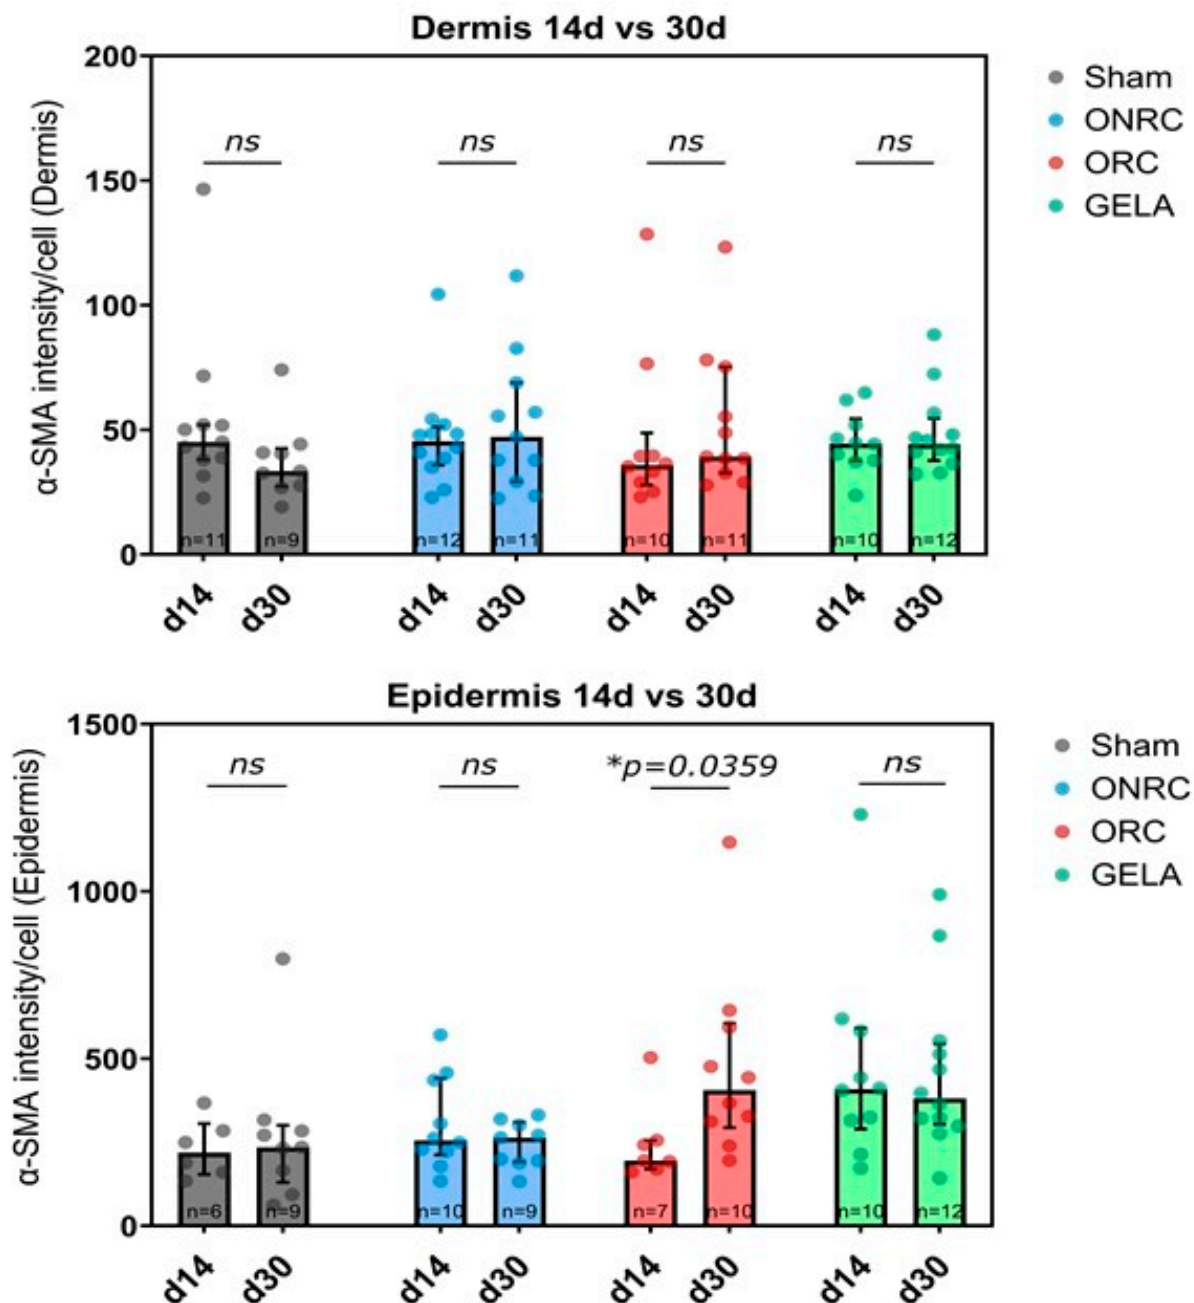 Dermis 14d vs 30d
α-SMA intensity/cell (Dermis)
200
150
100
50
0
ns
ns
ns
ns
n=11
n=9
n=12
n=11
n=10
n=11
n=10
n=12
d14
d30
d14
d30
d14
d30
d14
d30
Sham
ONRC
ORC
GELA
Epidermis 14d vs 30d
α-SMA intensity/cell (Epidermis)
1500
1000
500
0
ns
ns
*p=0.0359
ns
n=6
n=9
n=10
n=9
n=7
n=10
n=10
n=12
d14
d30
d14
d30
d14
d30
d14
d30
Sham
ONRC
ORC
GELA